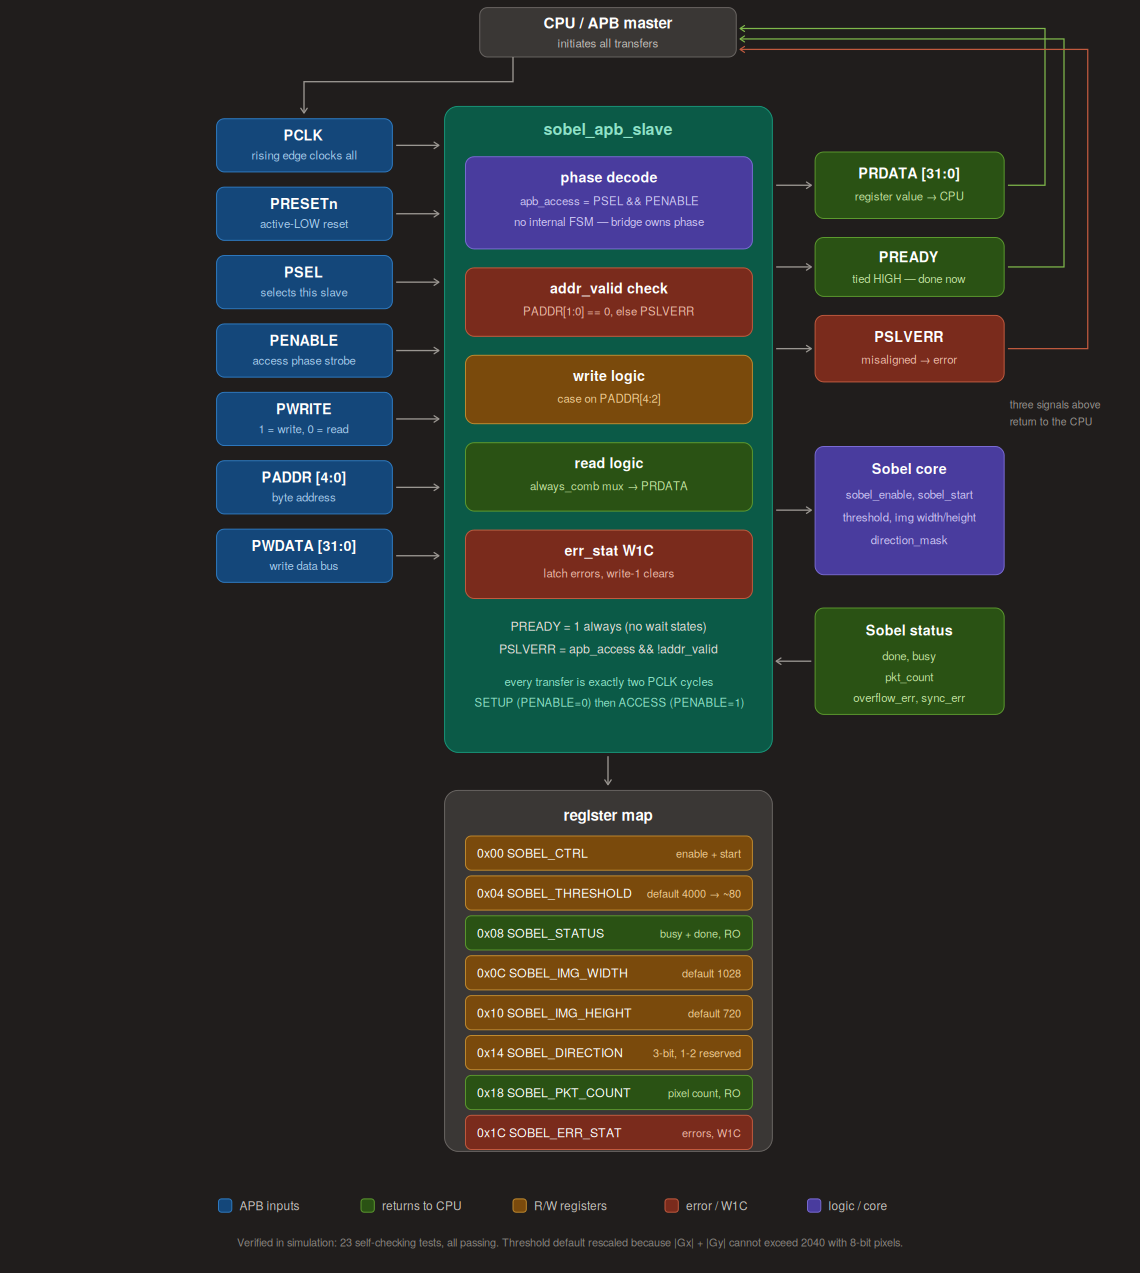 CPU / APB master
initiates all transfers
PCLK
rising edge clocks all
PRESETn
active-LOW reset
PSEL
selects this slave
PENABLE
access phase strobe
PWRITE
1 = write, 0 = read
PADDR [4:0]
byte address
PWDATA [31:0]
write data bus
sobel_apb_slave
phase decode
apb_access = PSEL && PENABLE
no internal FSM — bridge owns phase
addr_valid check
PADDR[1:0] == 0, else PSLVERR
write logic
case on PADDR[4:2]
read logic
always_comb mux → PRDATA
err_stat W1C
latch errors, write-1 clears
PREADY = 1 always (no wait states)
PSLVERR = apb_access && !addr_valid
every transfer is exactly two PCLK cycles
SETUP (PENABLE=0) then ACCESS (PENABLE=1)
PRDATA [31:0]
register value → CPU
PREADY
tied HIGH — done now
PSLVERR
misaligned → error
three signals above
return to the CPU
Sobel core
sobel_enable, sobel_start
threshold, img width/height
direction_mask
Sobel status
done, busy
pkt_count
overflow_err, sync_err
register map
0x00 SOBEL_CTRL enable + start
0x04 SOBEL_THRESHOLD default 4000 → ~80
0x08 SOBEL_STATUS busy + done, RO
0x0C SOBEL_IMG_WIDTH default 1028
0x10 SOBEL_IMG_HEIGHT default 720
0x14 SOBEL_DIRECTION 3-bit, 1-2 reserved
0x18 SOBEL_PKT_COUNT pixel count, RO
0x1C SOBEL_ERR_STAT errors, W1C
APB inputs
returns to CPU
R/W registers
error / W1C
logic / core
Verified in simulation: 23 self-checking tests, all passing. Threshold default rescaled because |Gx| + |Gy| cannot exceed 2040 with 8-bit pixels.